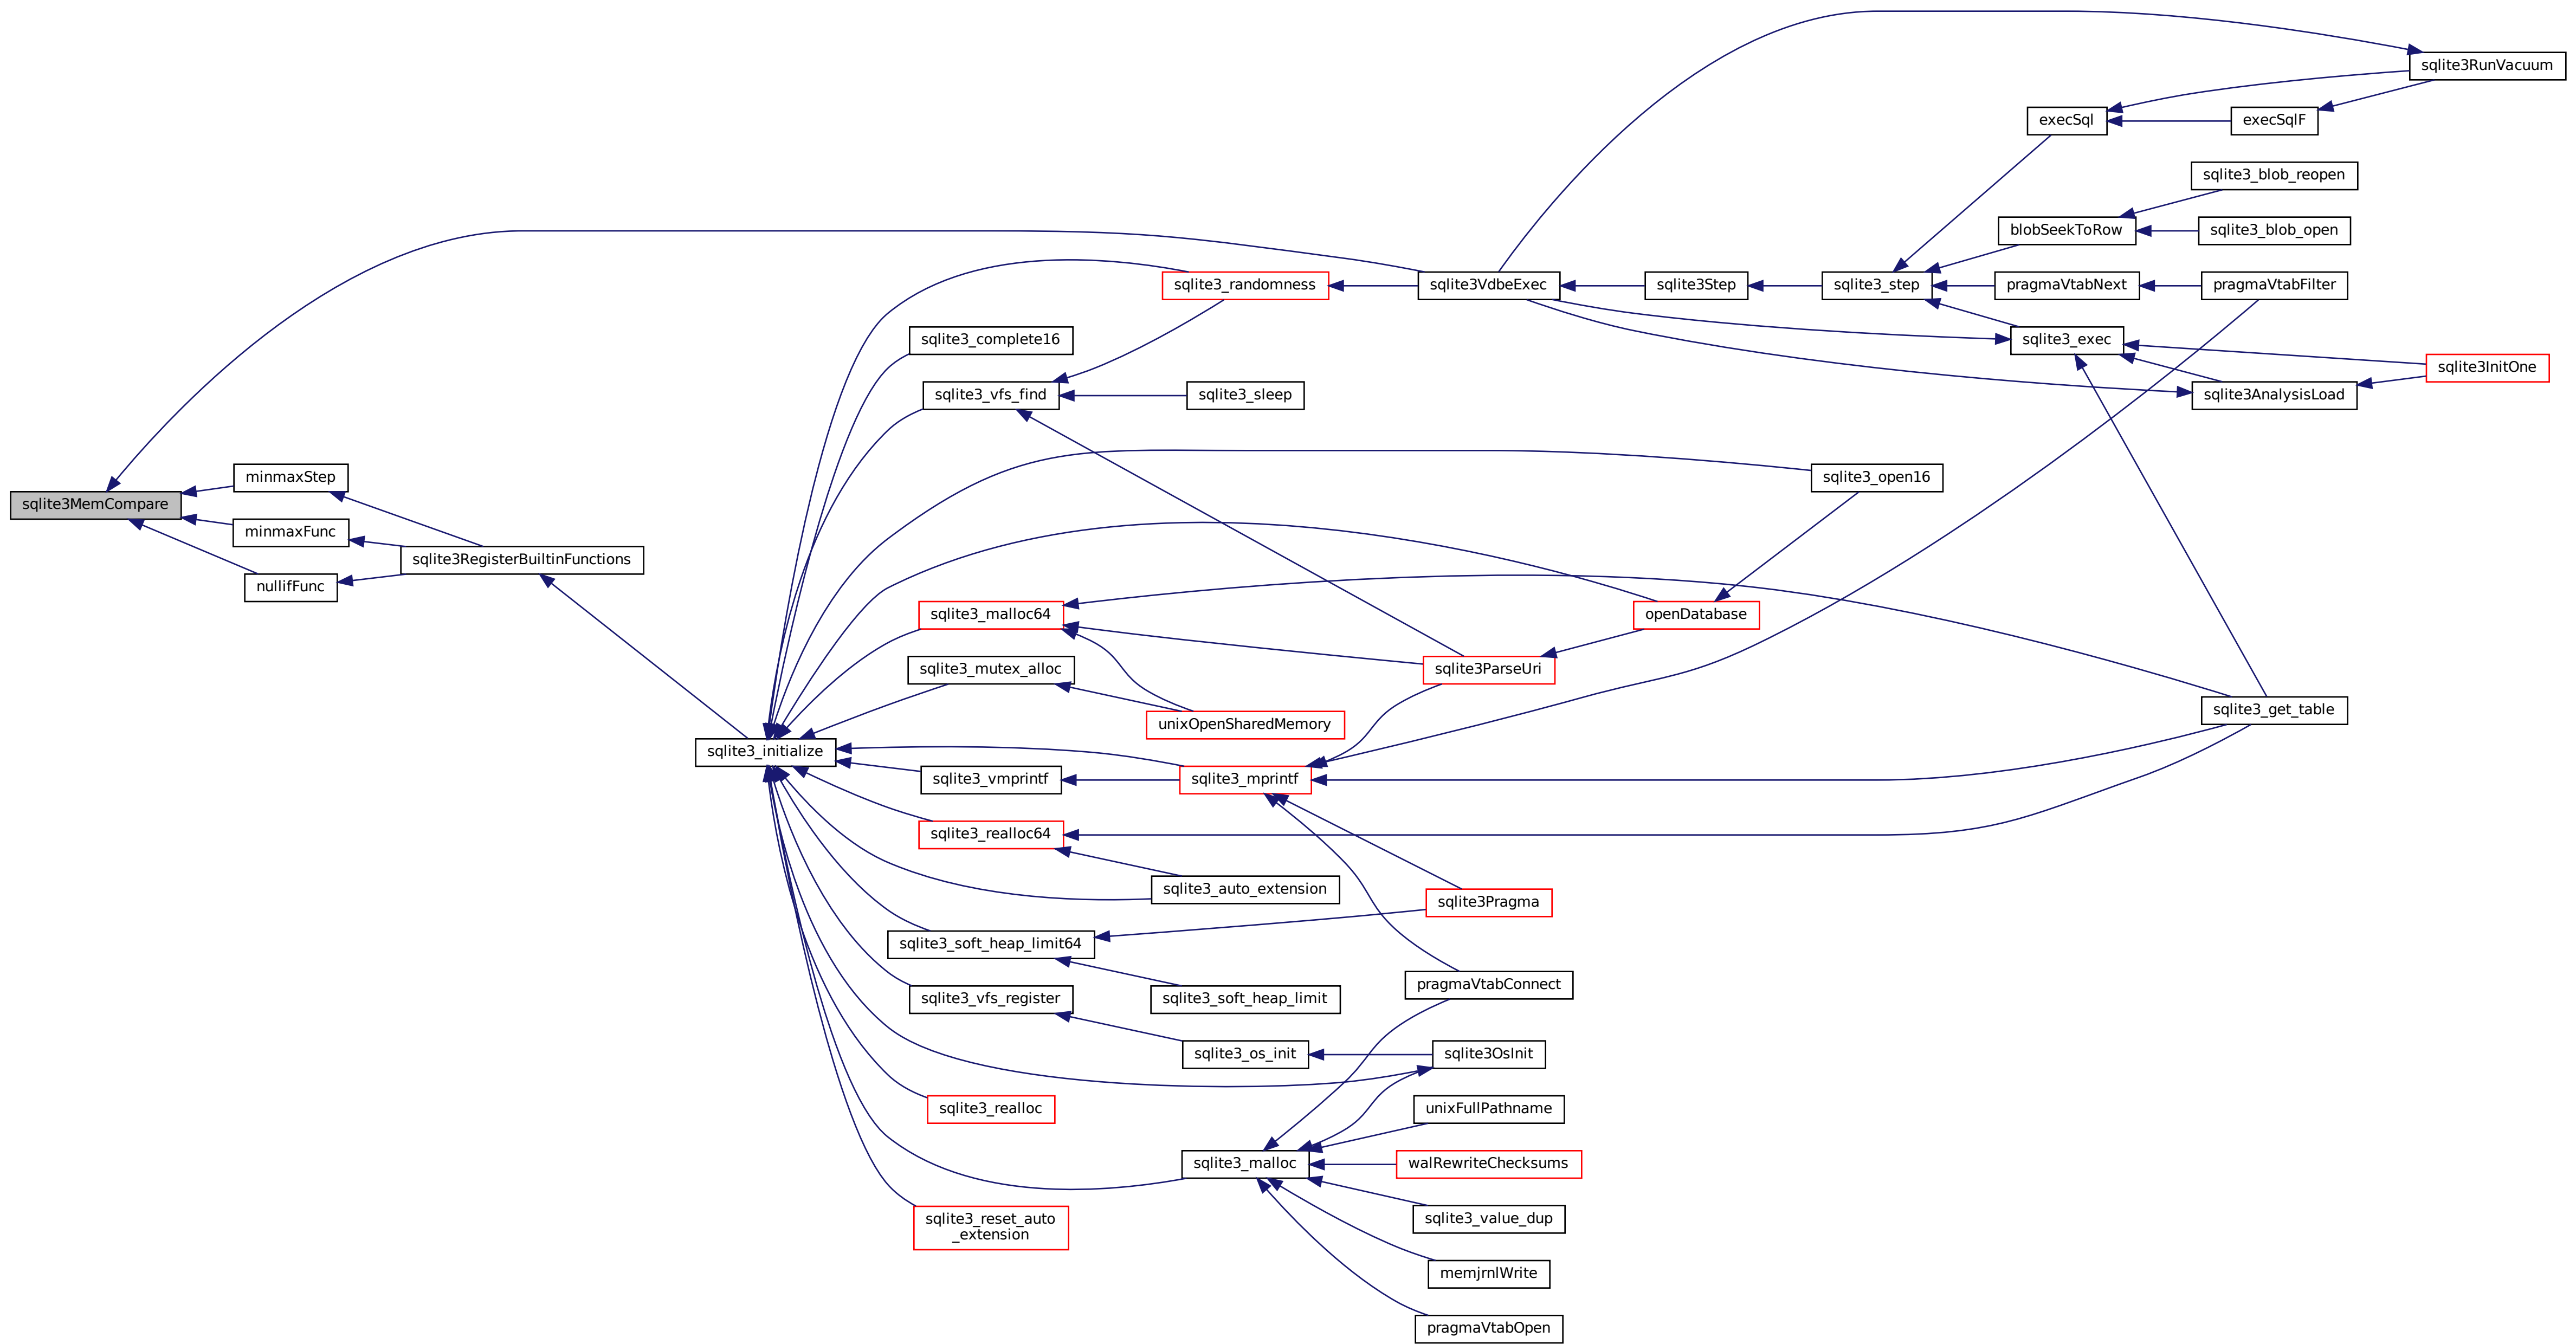 sqlite3RunVacuum
execSql
execSqlF
sqlite3_blob_reopen
blobSeekToRow
sqlite3_blob_open
sqlite3_randomness
sqlite3VdbeExec
sqlite3Step
sqlite3_step
pragmaVtabNext
pragmaVtabFilter
sqlite3_complete16
sqlite3_exec
sqlite3InitOne
sqlite3_vfs_find
sqlite3_sleep
sqlite3AnalysisLoad
minmaxStep
sqlite3_open16
sqlite3MemCompare
minmaxFunc
sqlite3RegisterBuiltinFunctions
nullifFunc
sqlite3_malloc64
openDatabase
sqlite3_mutex_alloc
sqlite3ParseUri
sqlite3_get_table
unixOpenSharedMemory
sqlite3_initialize
sqlite3_vmprintf
sqlite3_mprintf
sqlite3_realloc64
sqlite3_auto_extension
sqlite3Pragma
sqlite3_soft_heap_limit64
pragmaVtabConnect
sqlite3_vfs_register
sqlite3_soft_heap_limit
sqlite3_os_init
sqlite3OsInit
sqlite3_realloc
unixFullPathname
sqlite3_malloc
walRewriteChecksums
sqlite3_reset_auto
_extension
sqlite3_value_dup
memjrnlWrite
pragmaVtabOpen